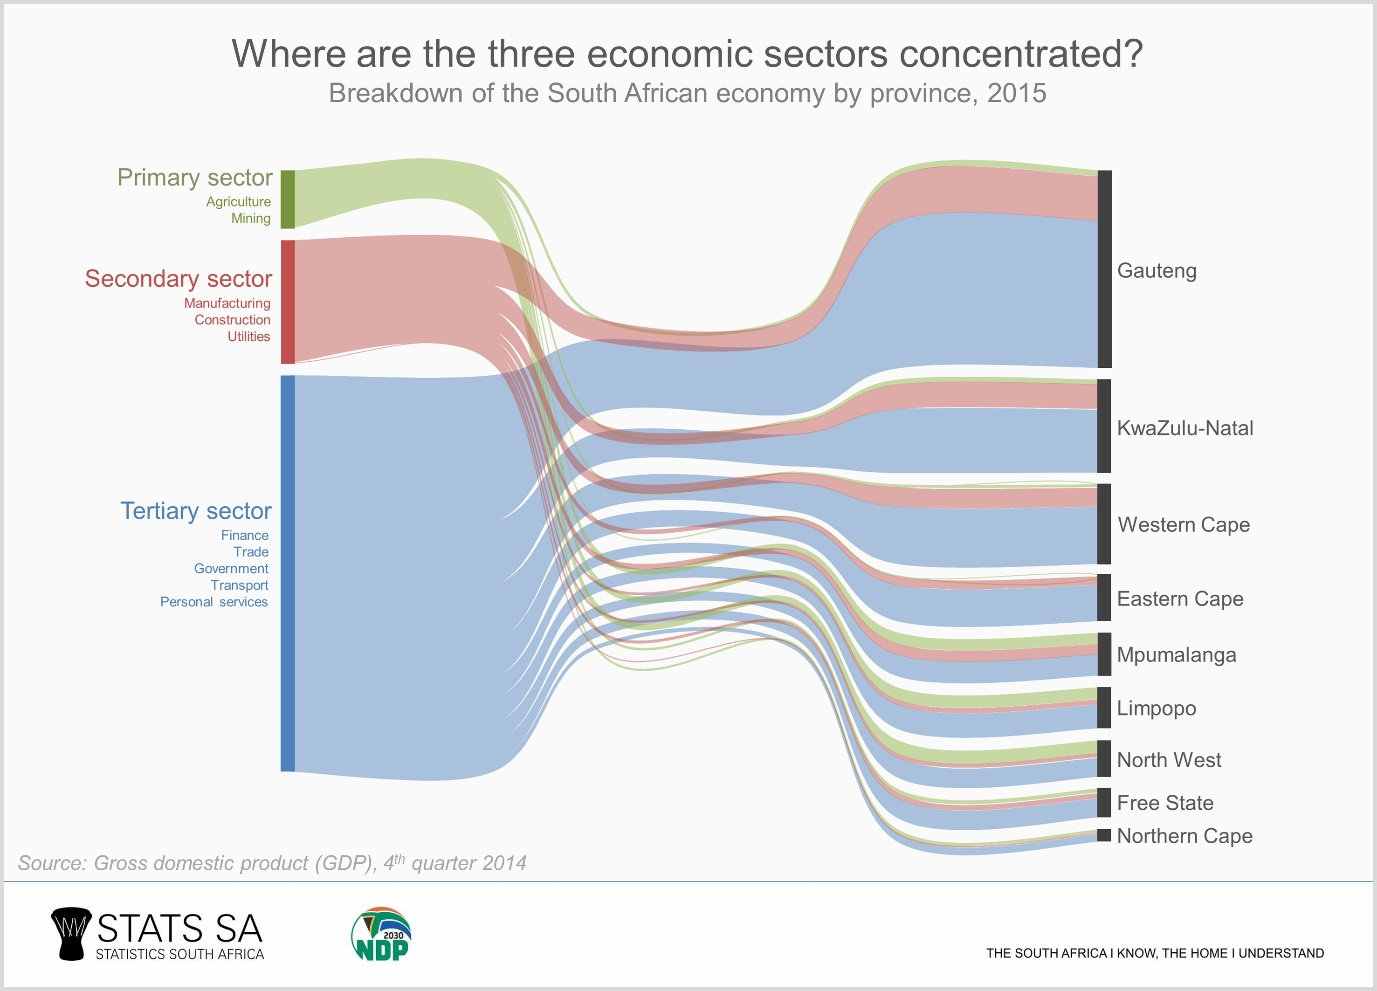 Where are the three economic sectors concentrated?
Breakdown of the South African economy by province, 2015
Primary sector
Agriculture
Mining
Secondary sector
Manufacturing
Construction
Utilities
Tertiary sector
Finance
Trade
Government
Transport
Personal services
Gauteng
KwaZulu-Natal
Western Cape
Eastern Cape
Mpumalanga
Limpopo
North West
Free State
Northern Cape
Source: Gross domestic product (GDP), 4th quarter 2014
STATS SA
STATISTICS SOUTH AFRICA
2030
NDP
THE SOUTH AFRICA I KNOW, THE HOME I UNDERSTAND